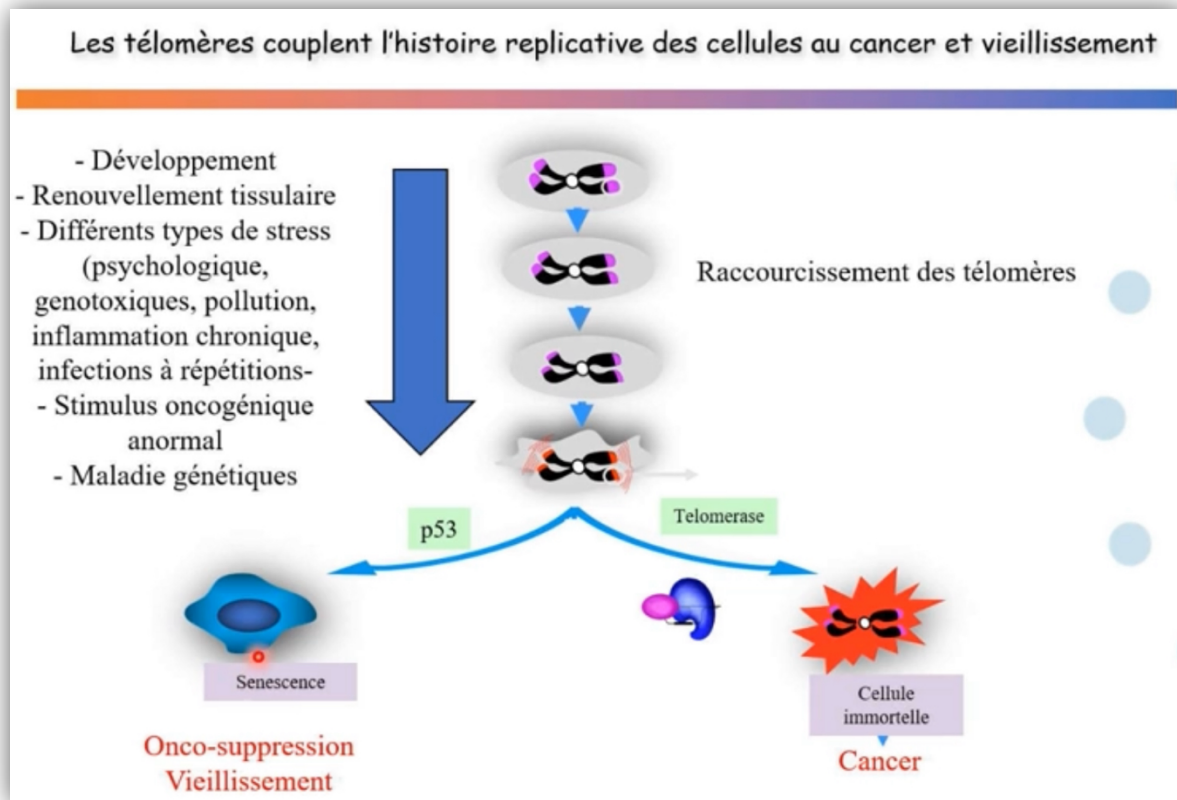 Les télomères couplent l'histoire replicative des cellules au cancer et vieillissement
- Développement
- Renouvellement tissulaire
- Différents types de stress
(psychologique,
genotoxiques, pollution,
inflammation chronique,
infections à répétitions-
- Stimulus oncogénique
anormal
- Maladie génétiques
Raccourcissement des télomères
p53
Telomerase
Senescence
Onco-suppression
Vieillissement
Cellule
immortelle
Cancer